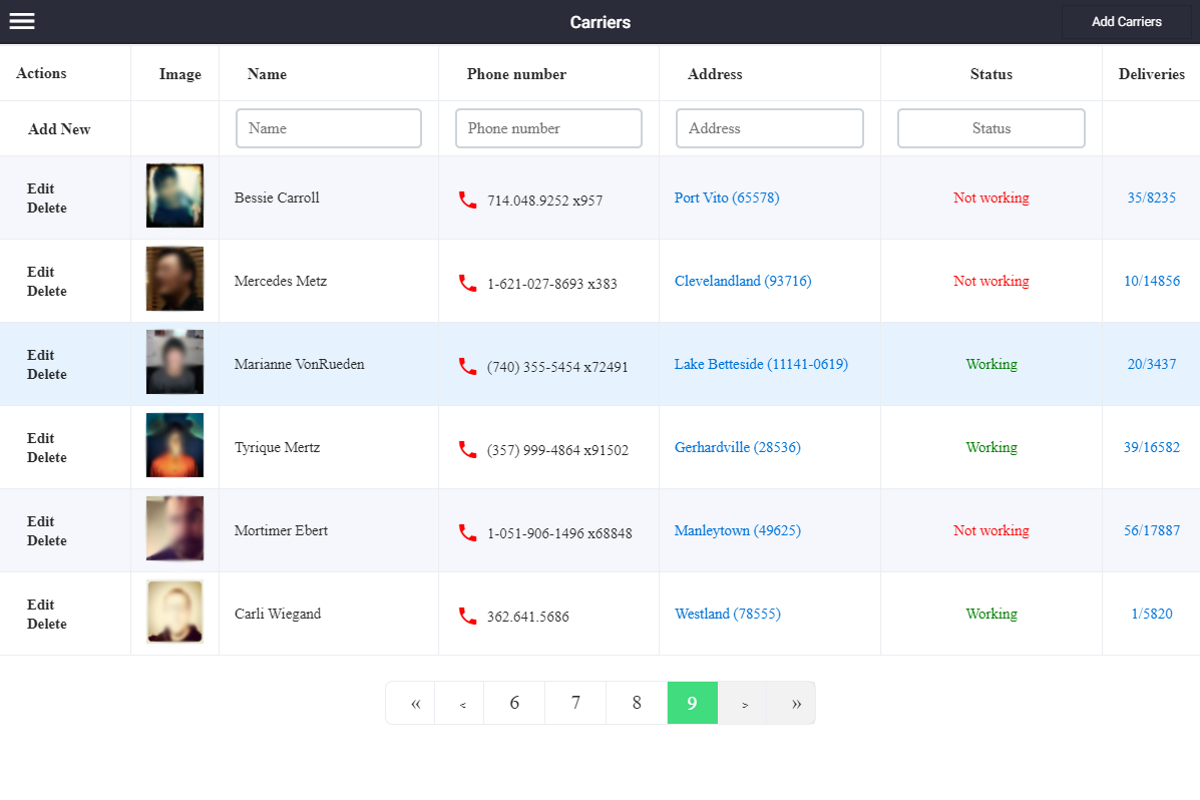 Carriers
Add Carriers
Actions Image Name Phone number Address Status Deliveries
Add New Name Phone number Address Status
Edit
Delete
Bessie Carroll 714.048.9252 x957 Port Vito (65578) Not working 35/8235
Edit
Delete
Mercedes Metz 1-621-027-8693 x383 Clevelandland (93716) Not working 10/14856
Edit
Delete
Marianne VonRueden (740) 355-5454 x72491 Lake Betteside (11141-0619) Working 20/3437
Edit
Delete
Tyrique Mertz (357) 999-4864 x91502 Gerhardville (28536) Working 39/16582
Edit
Delete
Mortimer Ebert 1-051-906-1496 x68848 Manleytown (49625) Not working 56/17887
Edit
Delete
Carli Wiegand 362.641.5686 Westland (78555) Working 1/5820
« < 6 7 8 9 > »